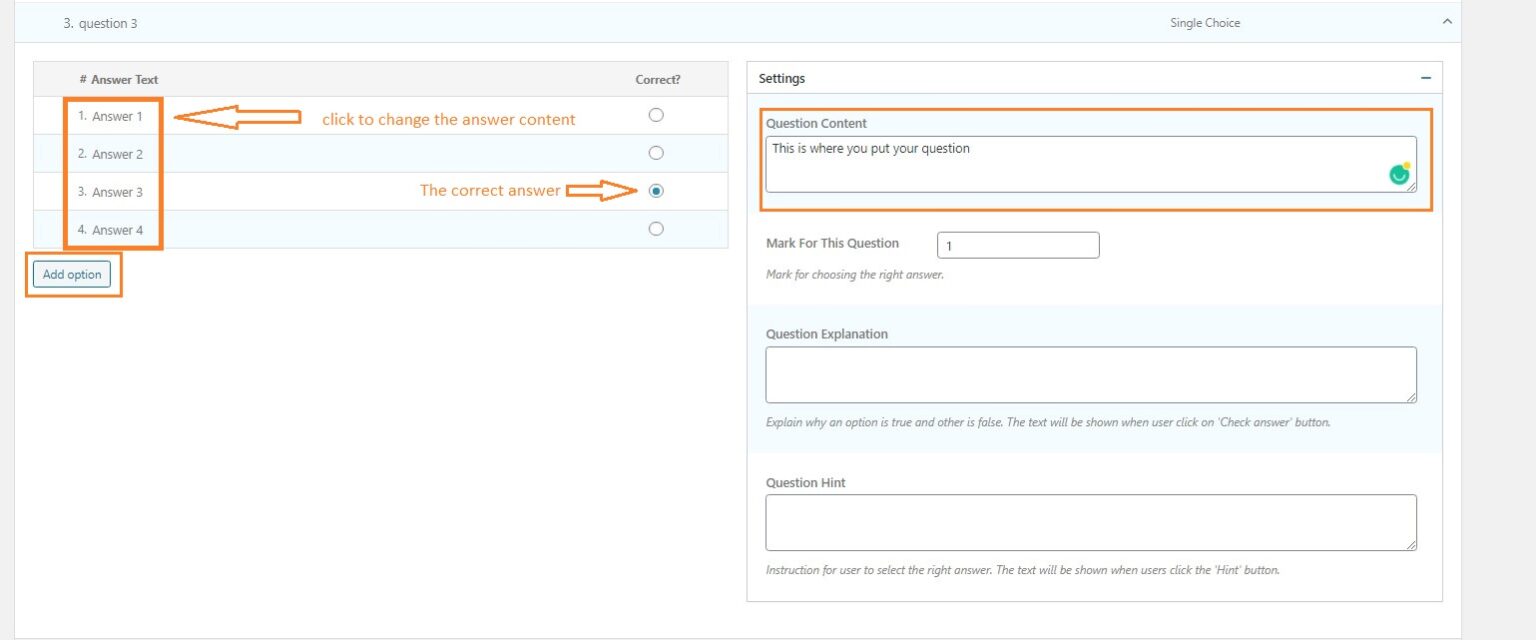 3. question 3
Single Choice
# Answer Text
Correct?
1. Answer 1
click to change the answer content
2. Answer 2
3. Answer 3
The correct answer
4. Answer 4
Add option
Settings
Question Content
This is where you put your question
Mark For This Question
1
Mark for choosing the right answer.
Question Explanation
Explain why an option is true and other is false. The text will be shown when user click on 'Check answer' button.
Question Hint
Instruction for user to select the right answer. The text will be shown when users click the 'Hint' button.